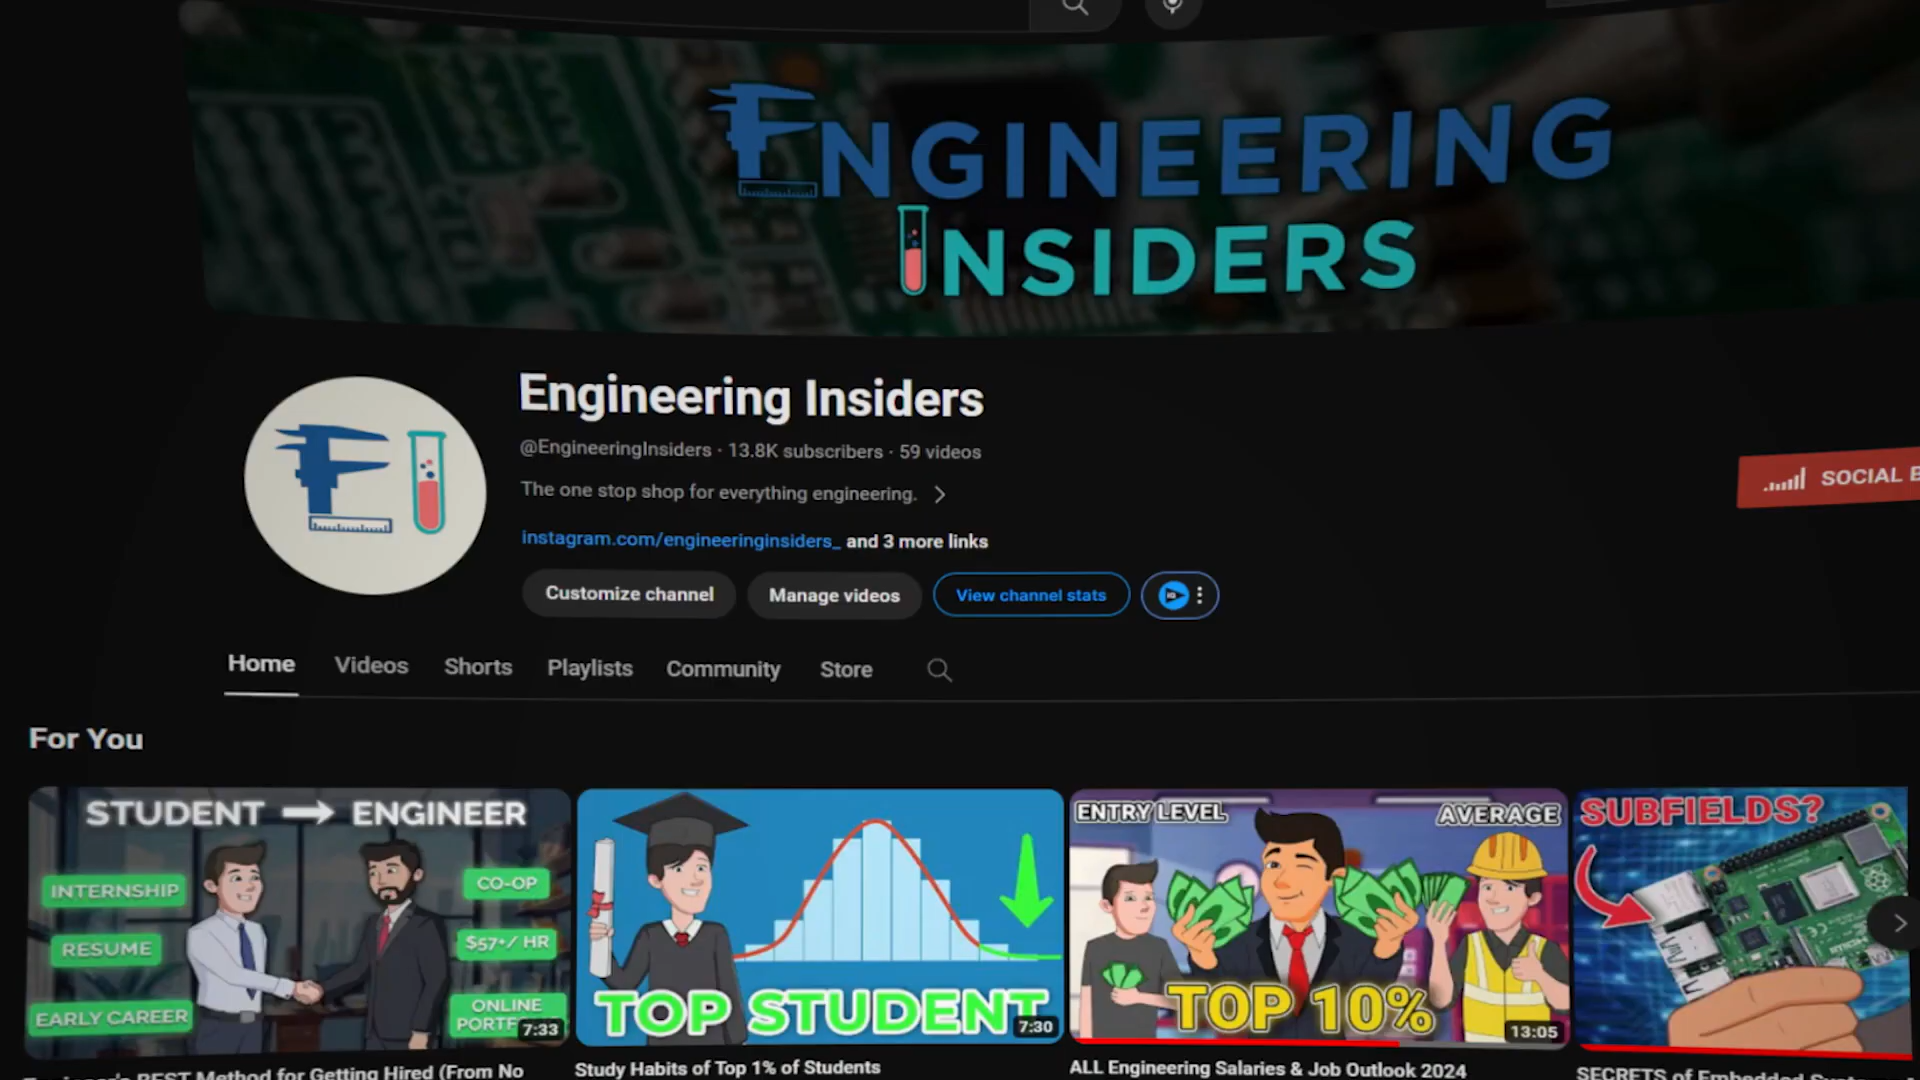 ENGINEERING
INSIDERS
Engineering Insiders
@EngineeringInsiders · 13.8K subscribers · 59 videos
The one stop shop for everything engineering.
instagram.com/engineeringinsiders_ and 3 more links
Customize channel
Manage videos
View channel stats
SOCIAL
Home
Videos
Shorts
Playlists
Community
Store
For You
STUDENT → ENGINEER
INTERNSHIP
RESUME
EARLY CAREER
CO-OP
$57+/ HR
ONLINE
7:33
TOP STUDENT
7:30
ENTRY LEVEL
AVERAGE
TOP 10%
13:05
SUBFIELDS?
BEST Method for Getting Hired (From No
Study Habits of Top 1% of Students
ALL Engineering Salaries & Job Outlook 2024
SECRETS of Embedded